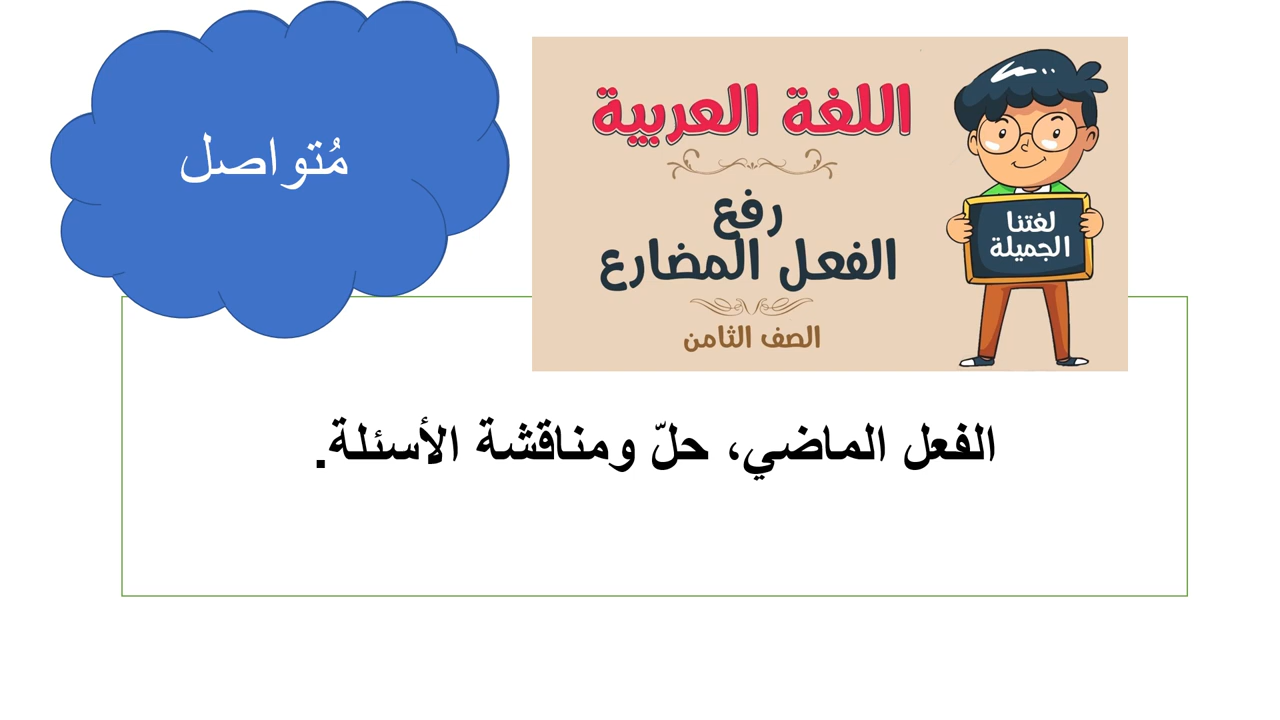 مُتواصل
اللغة العربية
رفع
الفعل المضارع
الصف الثامن
لغتنا
الجميلة
الفعل الماضي، حلّ ومناقشة الأسئلة.